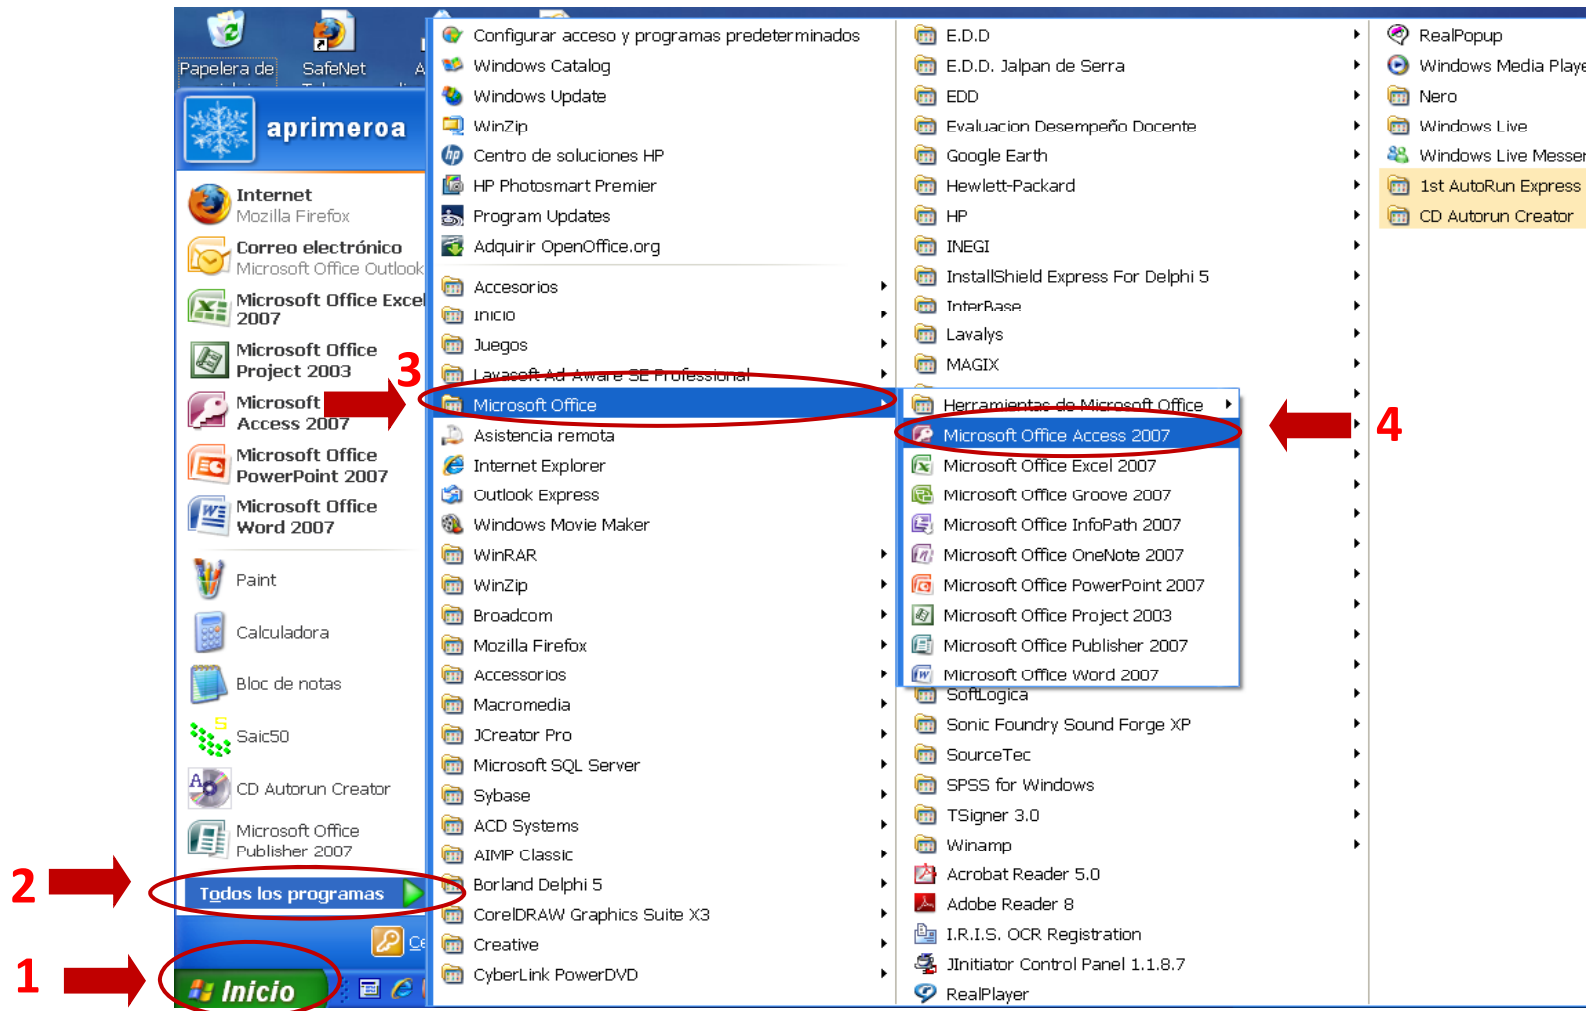 Papelera de
SafeNet
A
aprimeroa
Internet
Mozilla Firefox
Correo electrónico
Microsoft Office Outlook
Microsoft Office Excel
2007
Microsoft Office
Project 2003
3
Microsoft
Access 2007
Microsoft Office
PowerPoint 2007
Microsoft Office
Word 2007
Paint
Calculadora
Bloc de notas
Saic50
CD Autorun Creator
Microsoft Office
Publisher 2007
2
Todos los programas
Ce
1
Inicio
Configurar acceso y programas predeterminados
Windows Catalog
Windows Update
WinZip
Centro de soluciones HP
HP Photosmart Premier
Program Updates
Adquirir OpenOffice.org
Accesorios
Inicio
Juegos
Lavasoft Ad-Aware SE Professional
Microsoft Office
Asistencia remota
Internet Explorer
Outlook Express
Windows Movie Maker
WinRAR
WinZip
Broadcom
Mozilla Firefox
Accessorios
Macromedia
JCreator Pro
Microsoft SQL Server
Sybase
ACD Systems
AIMP Classic
Borland Delphi 5
CorelDRAW Graphics Suite X3
Creative
CyberLink PowerDVD
E.D.D
E.D.D. Jalpan de Serra
EDD
Evaluacion Desempeño Docente
Google Earth
Hewlett-Packard
HP
INEGI
InstallShield Express For Delphi 5
InterBase
Lavalys
MAGIX
Herramientas de Microsoft Office
Microsoft Office Access 2007
4
Microsoft Office Excel 2007
Microsoft Office Groove 2007
Microsoft Office InfoPath 2007
Microsoft Office OneNote 2007
Microsoft Office PowerPoint 2007
Microsoft Office Project 2003
Microsoft Office Publisher 2007
Microsoft Office Word 2007
SoftLogica
Sonic Foundry Sound Forge XP
SourceTec
SPSS for Windows
TSigner 3.0
Winamp
Acrobat Reader 5.0
Adobe Reader 8
I.R.I.S. OCR Registration
JInitiator Control Panel 1.1.8.7
RealPlayer
RealPopup
Windows Media Playe
Nero
Windows Live
Windows Live Messen
1st AutoRun Express
CD Autorun Creator